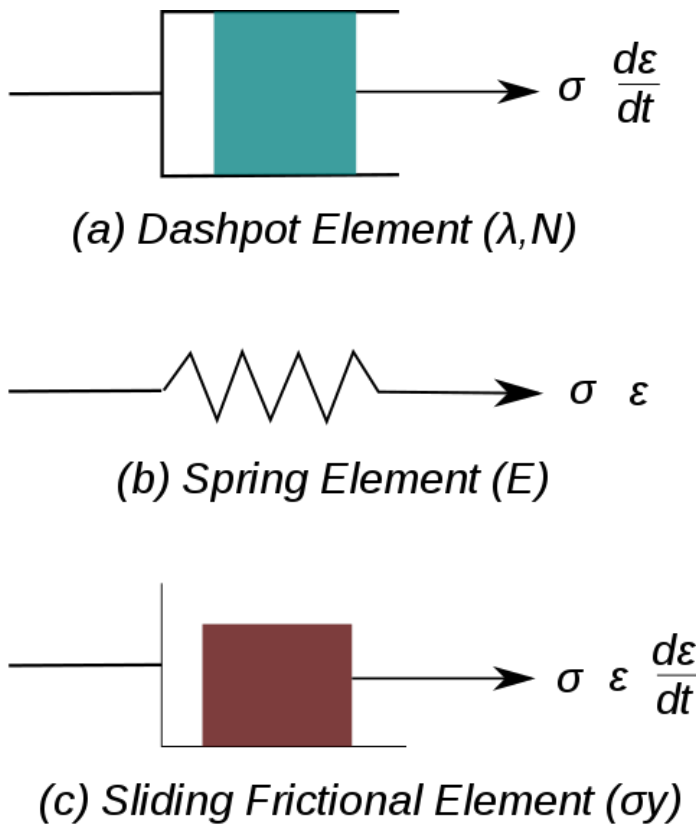 σ dε/dt
(a) Dashpot Element (λ,N)
σ ε
(b) Spring Element (E)
σ ε dε/dt
(c) Sliding Frictional Element (σy)